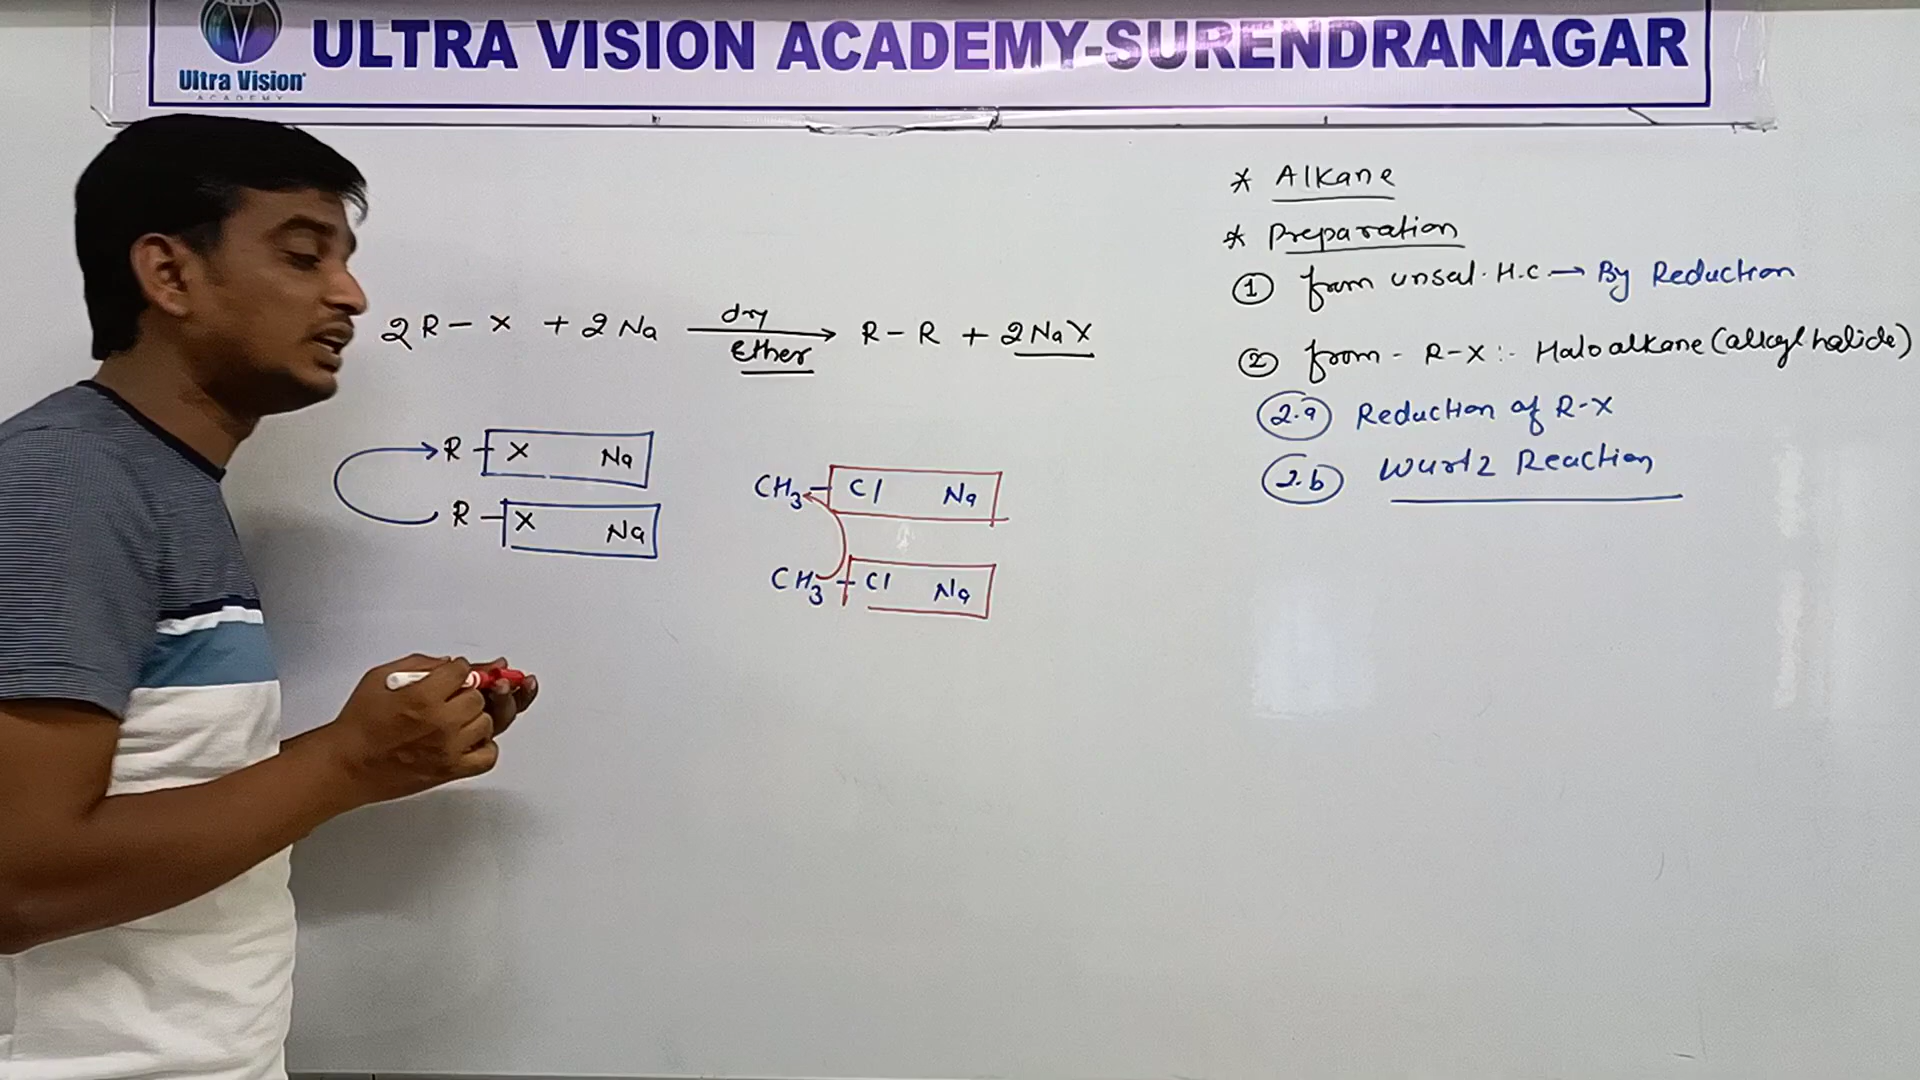 ULTRA VISION ACADEMY-SURENDRANAGAR
Ultra Vision
ACADEMY
2R-X + 2Na dry Ether R-R + 2NaX
R-X Na
R-X Na
CH3-Cl Na
CH3-Cl Na
* Alkane
* Preparation
① from unsat. H.C → By Reduction
② from - R-X :- Haloalkane (alkyl halide)
2.a Reduction of R-X
2.b Wurtz Reaction